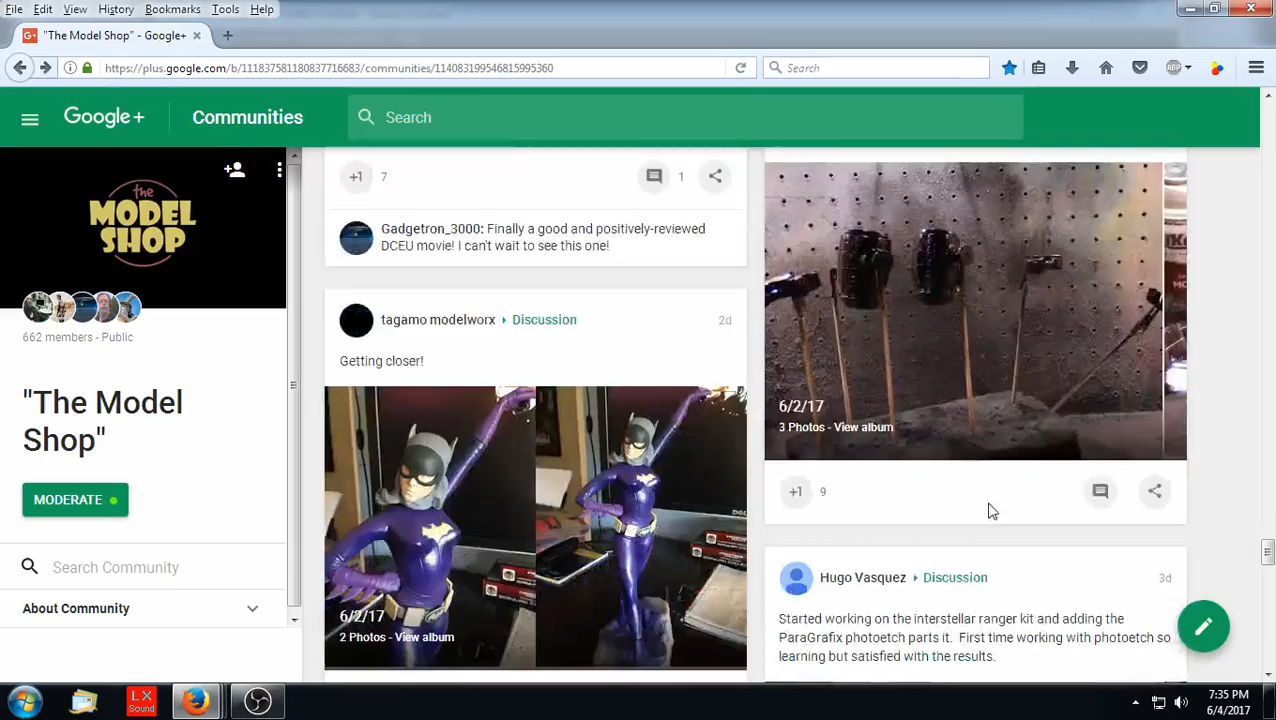 File Edit View History Bookmarks Tools Help
"The Model Shop" - Google+
https://plus.google.com/b/111837581180837716683/communities/114083199546815995360
Search
ABP
Google+
Communities
Search
the
MODEL
SHOP
662 members - Public
"The Model
Shop"
MODERATE
Search Community
About Community
+1 7
1
Gadgetron_3000: FInally a good and positively-reviewed
DCEU movie! I can't wait to see this one!
tagamo modelworx Discussion
2d
Getting closer!
6/2/17
2 Photos - View album
6/2/17
3 Photos - View album
+1 9
Hugo Vasquez Discussion
3d
Started working on the interstellar ranger kit and adding the
ParaGrafix photoetch parts it. First time working with photoetch so
learning but satisfied with the results.
LX
Sound
7:35 PM
6/4/2017